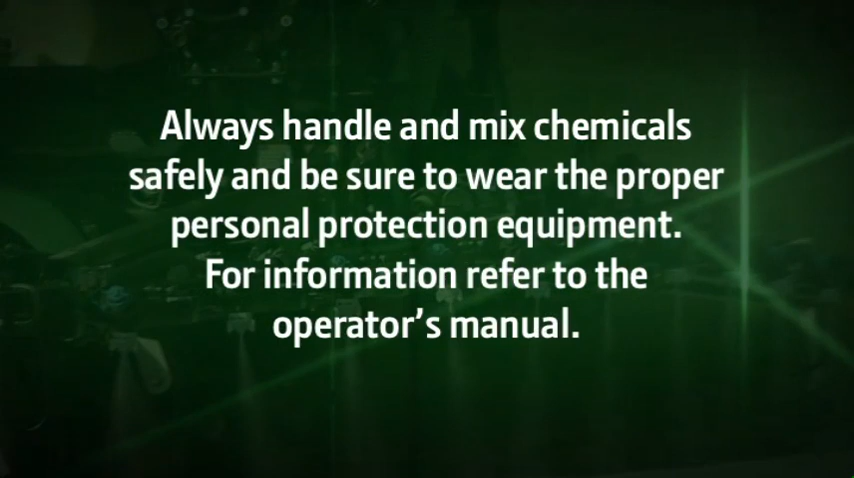 Always handle and mix chemicals
safely and be sure to wear the proper
personal protection equipment.
For information refer to the
operator’s manual.